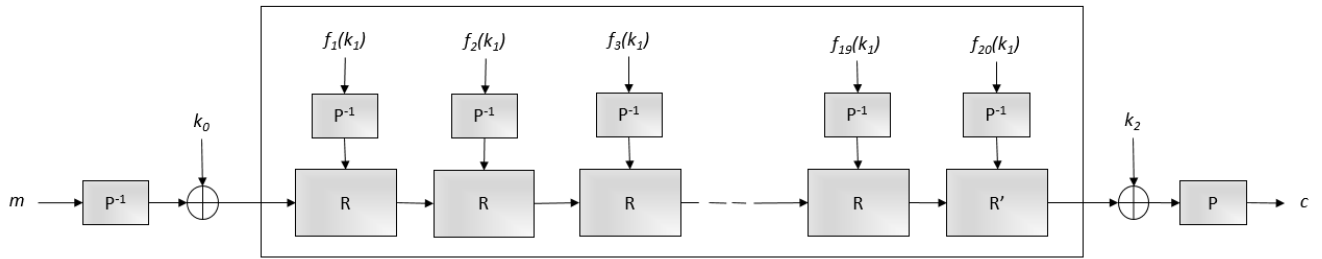 f₁(k₁) f₂(k₁) f₃(k₁) f₁₉(k₁) f₂₀(k₁)
P⁻¹ P⁻¹ P⁻¹ P⁻¹ P⁻¹
k₀ k₂
m P⁻¹ R R R R R’ P c